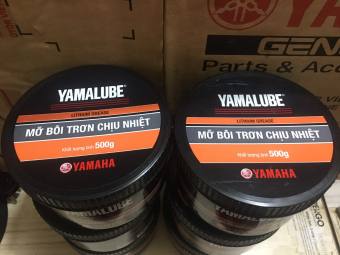 YAMALUBE
LITHIUM GREASE
MỠ BÔI TRƠN CHỊU NHIỆT
Khối lượng tịnh 500g
YAMAHA
YAMALUBE
LITHIUM GREASE
MỠ BÔI TRƠN CHỊU NHIỆT
Khối lượng tịnh 500g
YAMAHA
GEN
Parts & Acc